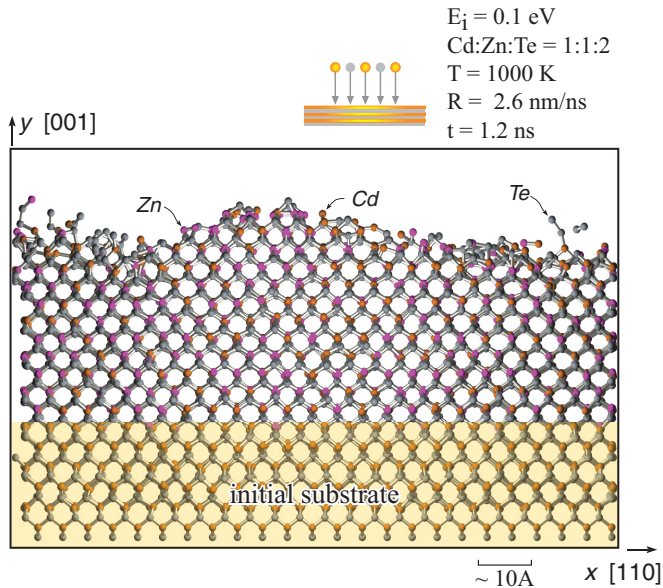 E_i = 0.1 eV
Cd:Zn:Te = 1:1:2
T = 1000 K
R = 2.6 nm/ns
t = 1.2 ns
y [001]
Zn
Cd
Te
initial substrate
~ 10A
x [110]